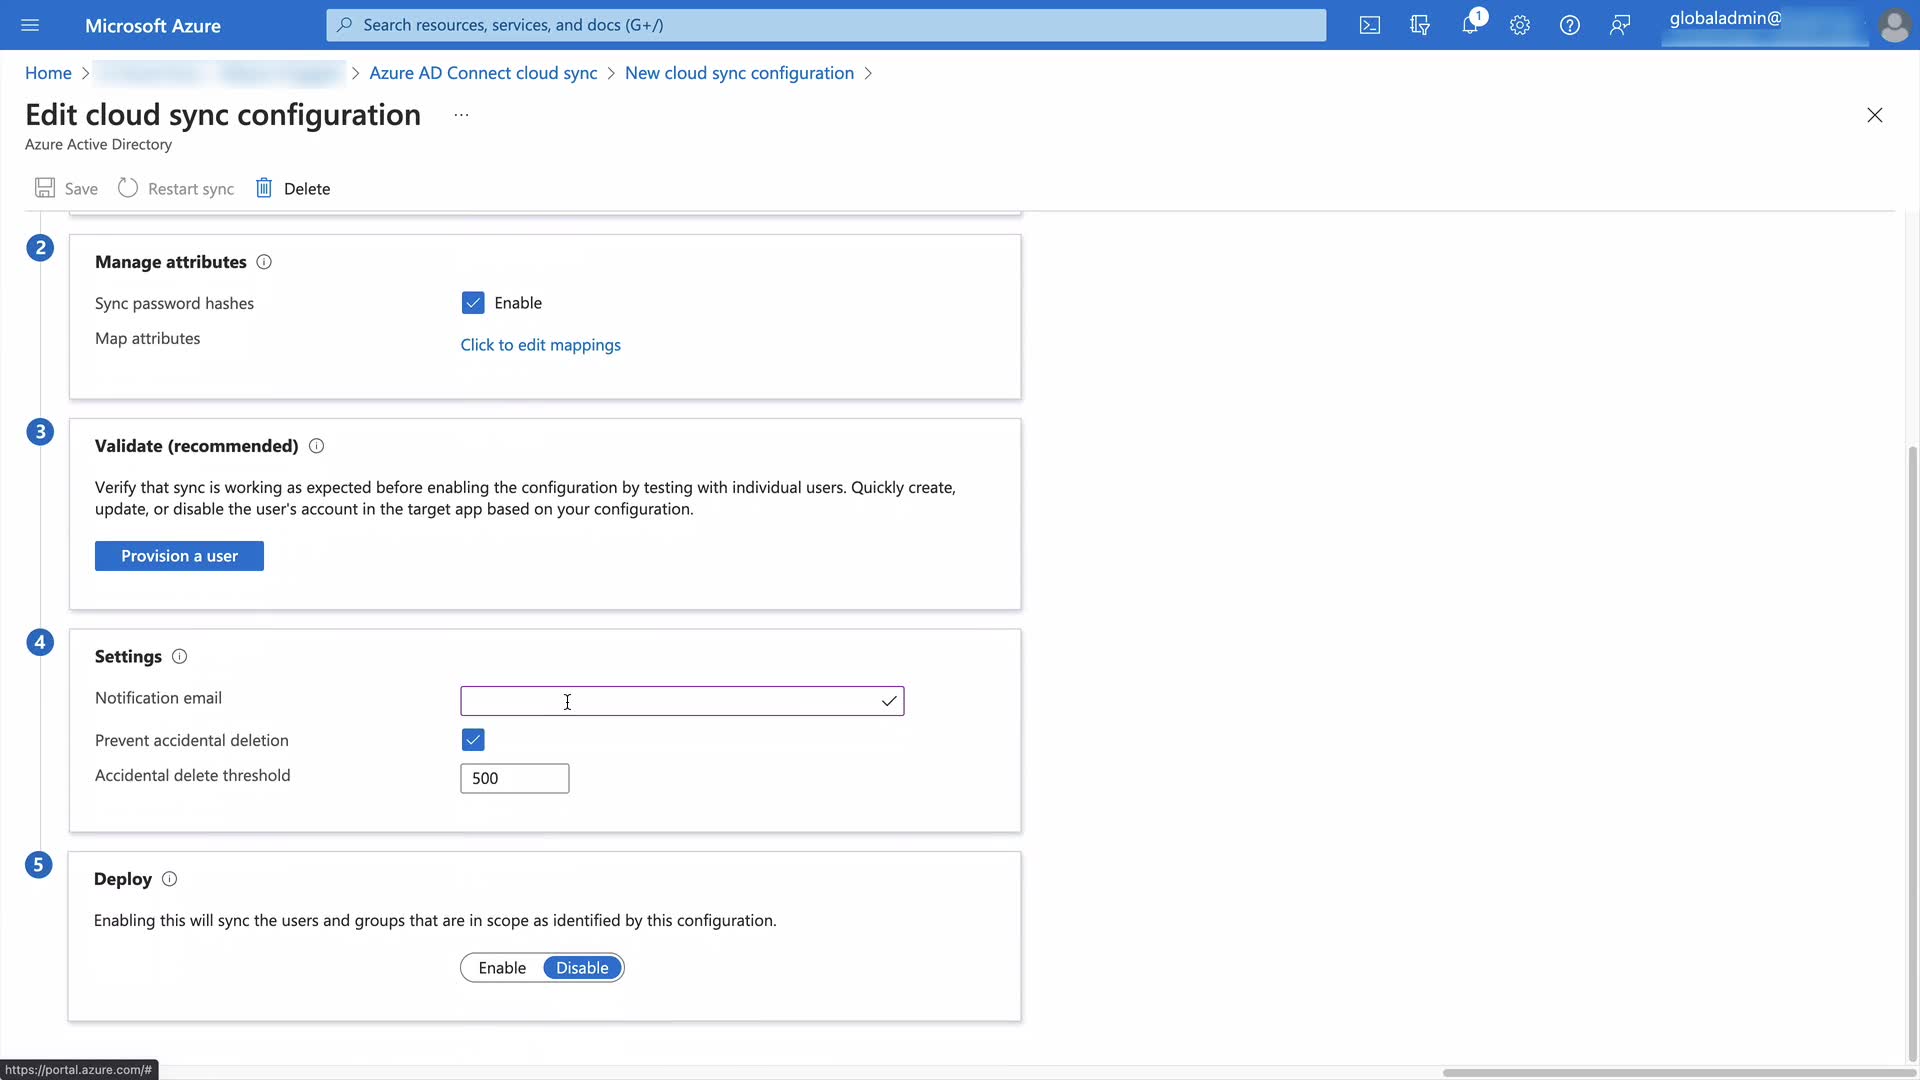 Microsoft Azure
Search resources, services, and docs (G+/)
1
globaladmin@
Home > > Azure AD Connect cloud sync > New cloud sync configuration >
Edit cloud sync configuration ...
Azure Active Directory
Save Restart sync Delete
2
Manage attributes
Sync password hashes Enable
Map attributes Click to edit mappings
3
Validate (recommended)
Verify that sync is working as expected before enabling the configuration by testing with individual users. Quickly create,
update, or disable the user's account in the target app based on your configuration.
Provision a user
4
Settings
Notification email
Prevent accidental deletion
Accidental delete threshold 500
5
Deploy
Enabling this will sync the users and groups that are in scope as identified by this configuration.
Enable Disable
https://portal.azure.com/#